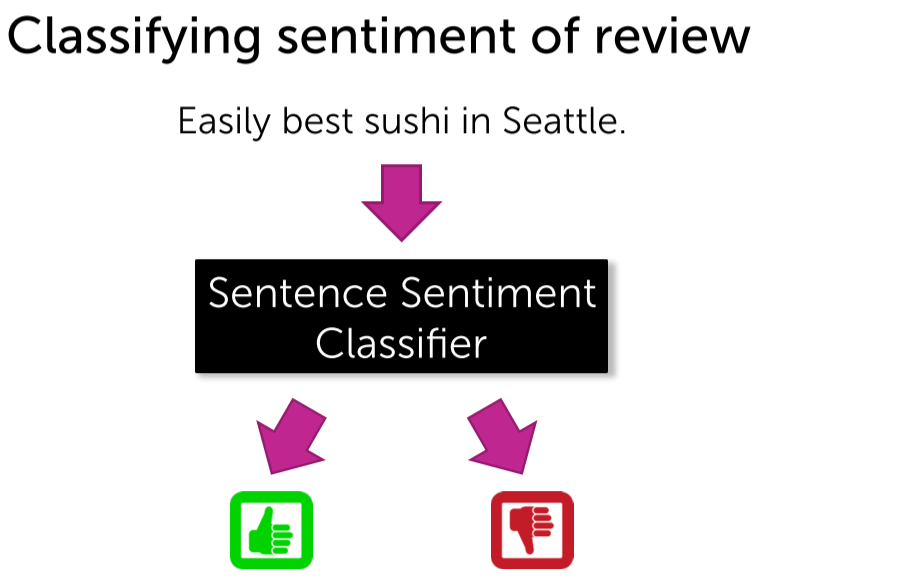 Classifying sentiment of review
Easily best sushi in Seattle.
Sentence Sentiment
Classifier